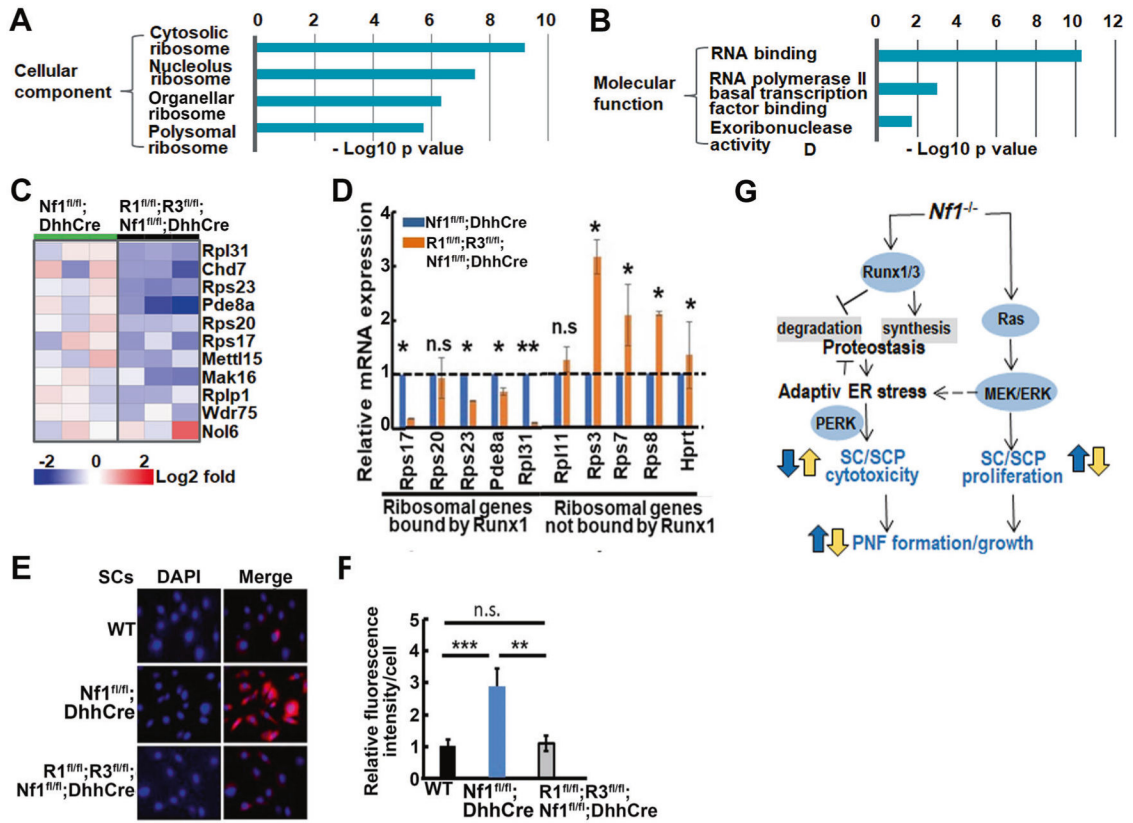 A
0 2 4 6 8 10
Cellular
component
Cytosolic
ribosome
Nucleolus
ribosome
Organellar
ribosome
Polysomal
ribosome
- Log10 p value
B
0 2 4 6 8 10 12
Molecular
function
RNA binding
RNA polymerase II
basal transcription
factor binding
Exoribonuclease
activity
D
- Log10 p value
C
Nf1fl/fl;
DhhCre
R1fl/fl;R3fl/fl;
Nf1fl/fl;DhhCre
Rpl31
Chd7
Rps23
Pde8a
Rps20
Rps17
Mettl15
Mak16
Rplp1
Wdr75
Nol6
-2 0 2
Log2 fold
D
Relative mRNA expression
4
3
2
1
0
Nf1fl/fl;DhhCre
R1fl/fl;R3fl/fl;
Nf1fl/fl;DhhCre
* n.s * * ** n.s * * * *
Rps17
Rps20
Rps23
Pde8a
Rpl31
Rpl11
Rps3
Rps7
Rps8
Hprt
Ribosomal genes
bound by Runx1
Ribosomal genes
not bound by Runx1
G
Nf1-/-
Runx1/3
degradation
synthesis
Ras
Proteostasis
Adaptiv ER stress
MEK/ERK
PERK
SC/SCP
cytotoxicity
SC/SCP
proliferation
PNF formation/growth
E
SCs DAPI Merge
WT
Nf1fl/fl;
DhhCre
R1fl/fl;R3fl/fl;
Nf1fl/fl;DhhCre
F
Relative fluorescence
intensity/cell
5
4
3
2
1
0
n.s.
*** **
WT
Nf1fl/fl;
DhhCre
R1fl/fl;R3fl/fl;
Nf1fl/fl;DhhCre